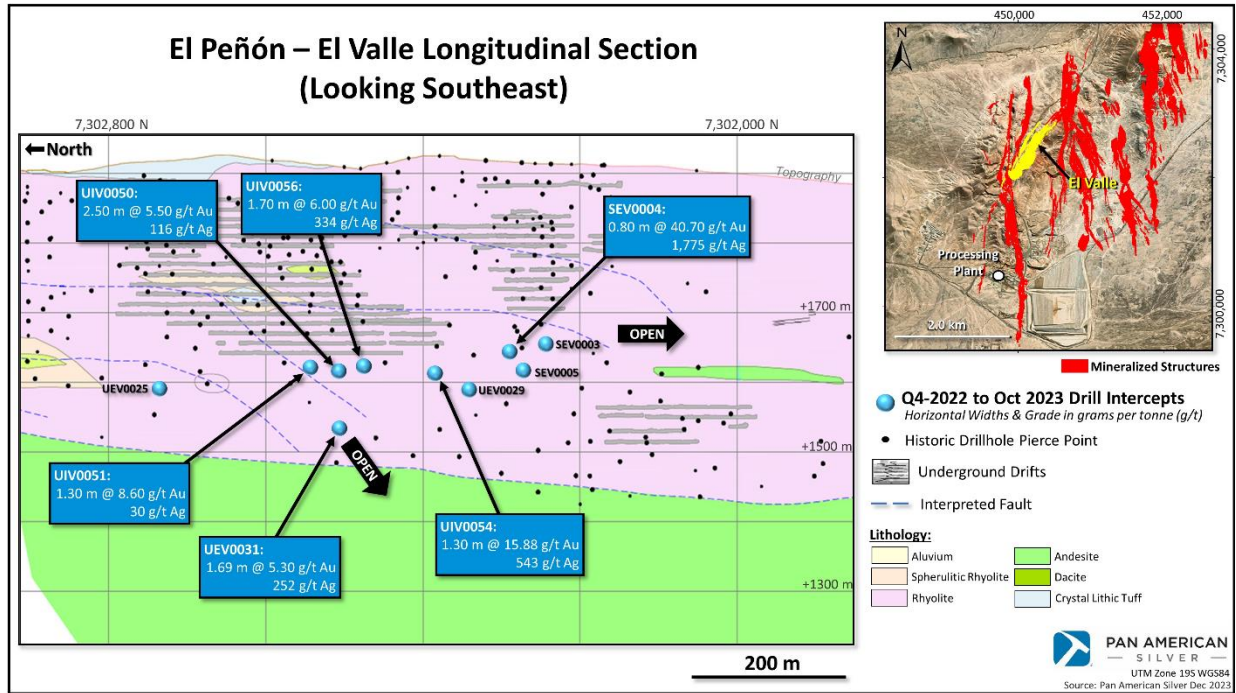 El Peñón – El Valle Longitudinal Section
(Looking Southeast)
7,302,800 N
7,302,000 N
North
Topography
UIV0050:
2.50 m @ 5.50 g/t Au
116 g/t Ag
UIV0056:
1.70 m @ 6.00 g/t Au
334 g/t Ag
SEV0004:
0.80 m @ 40.70 g/t Au
1,775 g/t Ag
+1700 m
SEV0003
OPEN
SEV0005
UEV0025
UEV0029
OPEN
+1500 m
UIV0051:
1.30 m @ 8.60 g/t Au
30 g/t Ag
UEV0031:
1.69 m @ 5.30 g/t Au
252 g/t Ag
UIV0054:
1.30 m @ 15.88 g/t Au
543 g/t Ag
+1300 m
200 m
450,000
452,000
N
7,304,000
El Valle
Processing
Plant
7,300,000
2.0 km
Mineralized Structures
Q4-2022 to Oct 2023 Drill Intercepts
Horizontal Widths & Grade in grams per tonne (g/t)
Historic Drillhole Pierce Point
Underground Drifts
Interpreted Fault
Lithology:
Aluvium
Andesite
Spherulitic Rhyolite
Dacite
Rhyolite
Crystal Lithic Tuff
PAN AMERICAN
SILVER
UTM Zone 19S WGS84
Source: Pan American Silver Dec 2023